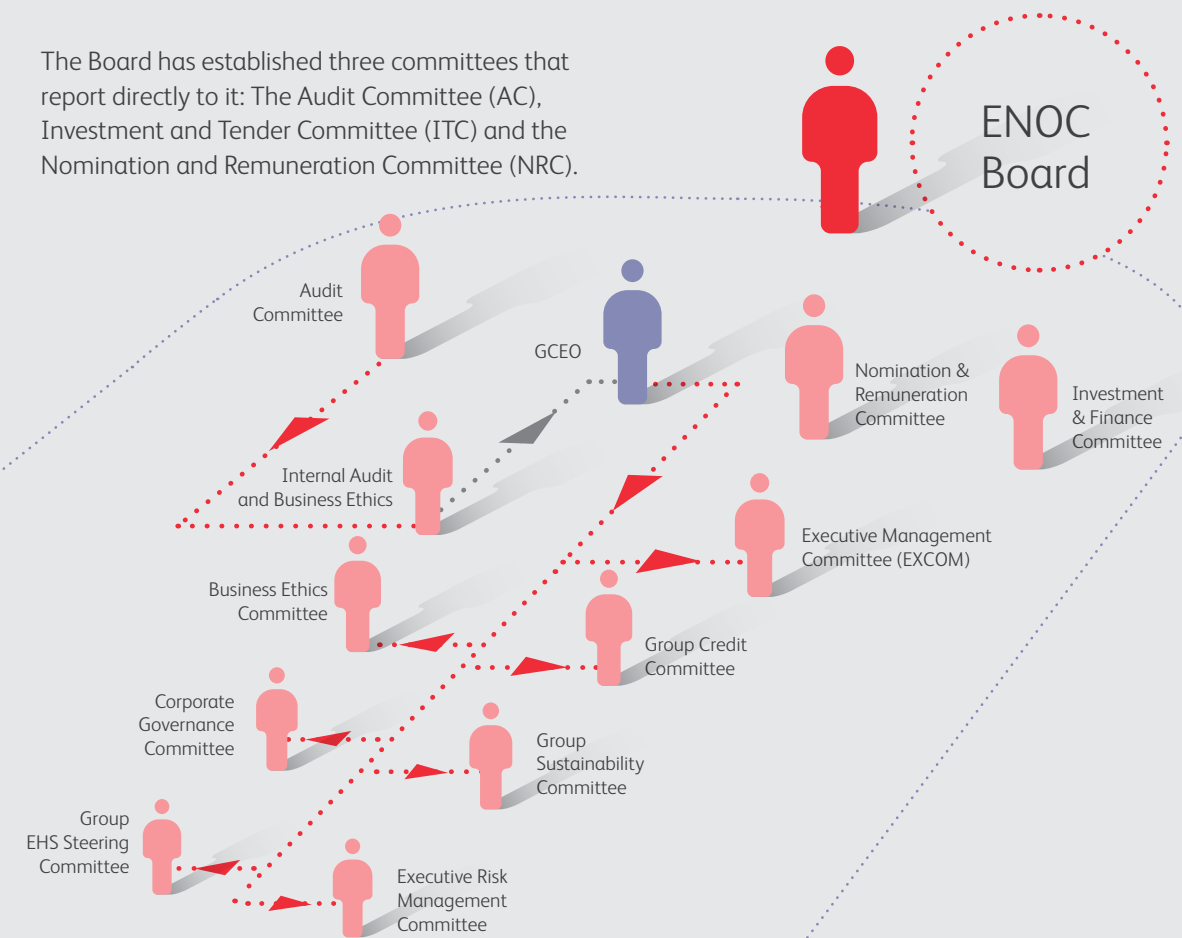 The Board has established three committees that
report directly to it: The Audit Committee (AC),
Investment and Tender Committee (ITC) and the
Nomination and Remuneration Committee (NRC).
ENOC
Board
Audit
Committee
GCEO
Nomination &
Remuneration
Committee
Investment
& Finance
Committee
Internal Audit
and Business Ethics
Executive Management
Committee (EXCOM)
Business Ethics
Committee
Group Credit
Committee
Corporate
Governance
Committee
Group
Sustainability
Committee
Group
EHS Steering
Committee
Executive Risk
Management
Committee